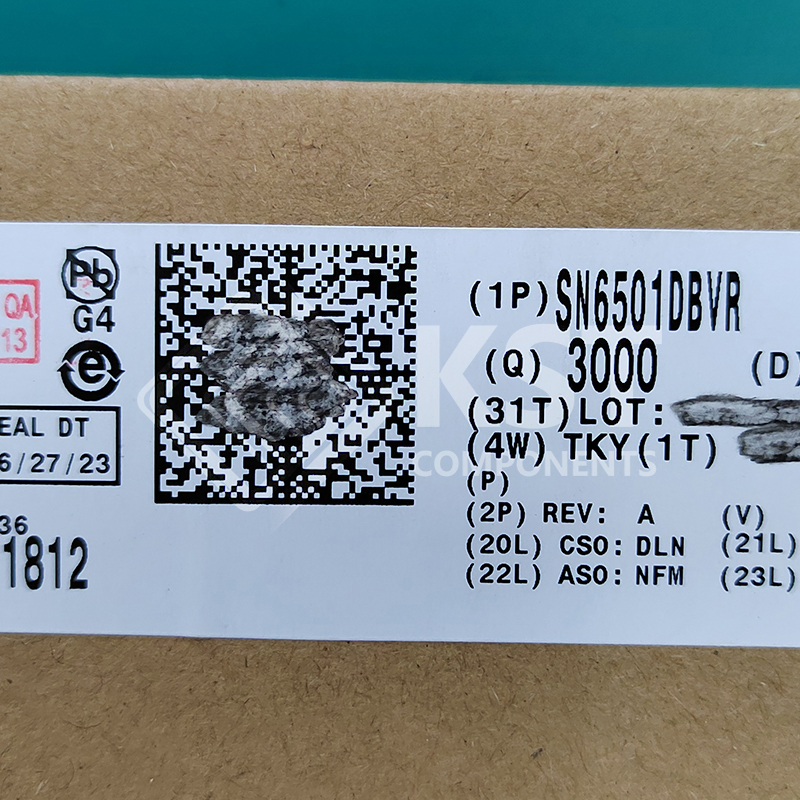 Pb
G4
e
QA
13
EAL DT
6/27/23
36
1812
(1P) SN6501DBVR
(Q) 3000 (D)
(31T) LOT:
(4W) TKY (1T)
(P)
(2P) REV: A (V)
(20L) CSO: DLN (21L)
(22L) ASO: NFM (23L)
KST
COMPONENTS